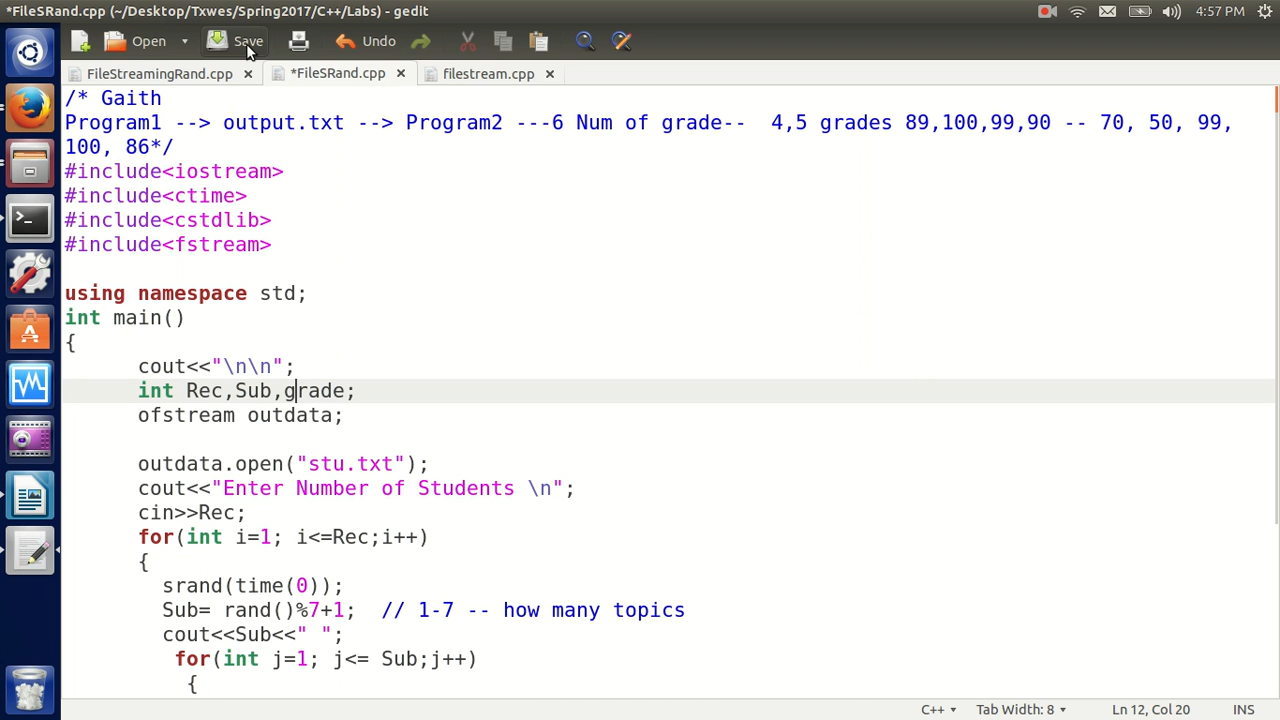 *FileSRand.cpp (~/Desktop/Txwes/Spring2017/C++/Labs) - gedit
4:57 PM
Open
Save
Undo
FileStreamingRand.cpp
*FileSRand.cpp
filestream.cpp
/* Gaith
Program1 --> output.txt --> Program2 ---6 Num of grade--  4,5 grades 89,100,99,90 -- 70, 50, 99,
100, 86*/
#include<iostream>
#include<ctime>
#include<cstdlib>
#include<fstream>
using namespace std;
int main()
{
cout<<"\n\n";
int Rec,Sub,grade;
ofstream outdata;
outdata.open("stu.txt");
cout<<"Enter Number of Students \n";
cin>>Rec;
for(int i=1; i<=Rec;i++)
{
srand(time(0));
Sub= rand()%7+1;  // 1-7 -- how many topics
cout<<Sub<<" ";
for(int j=1; j<= Sub;j++)
{
C++
Tab Width: 8
Ln 12, Col 20
INS